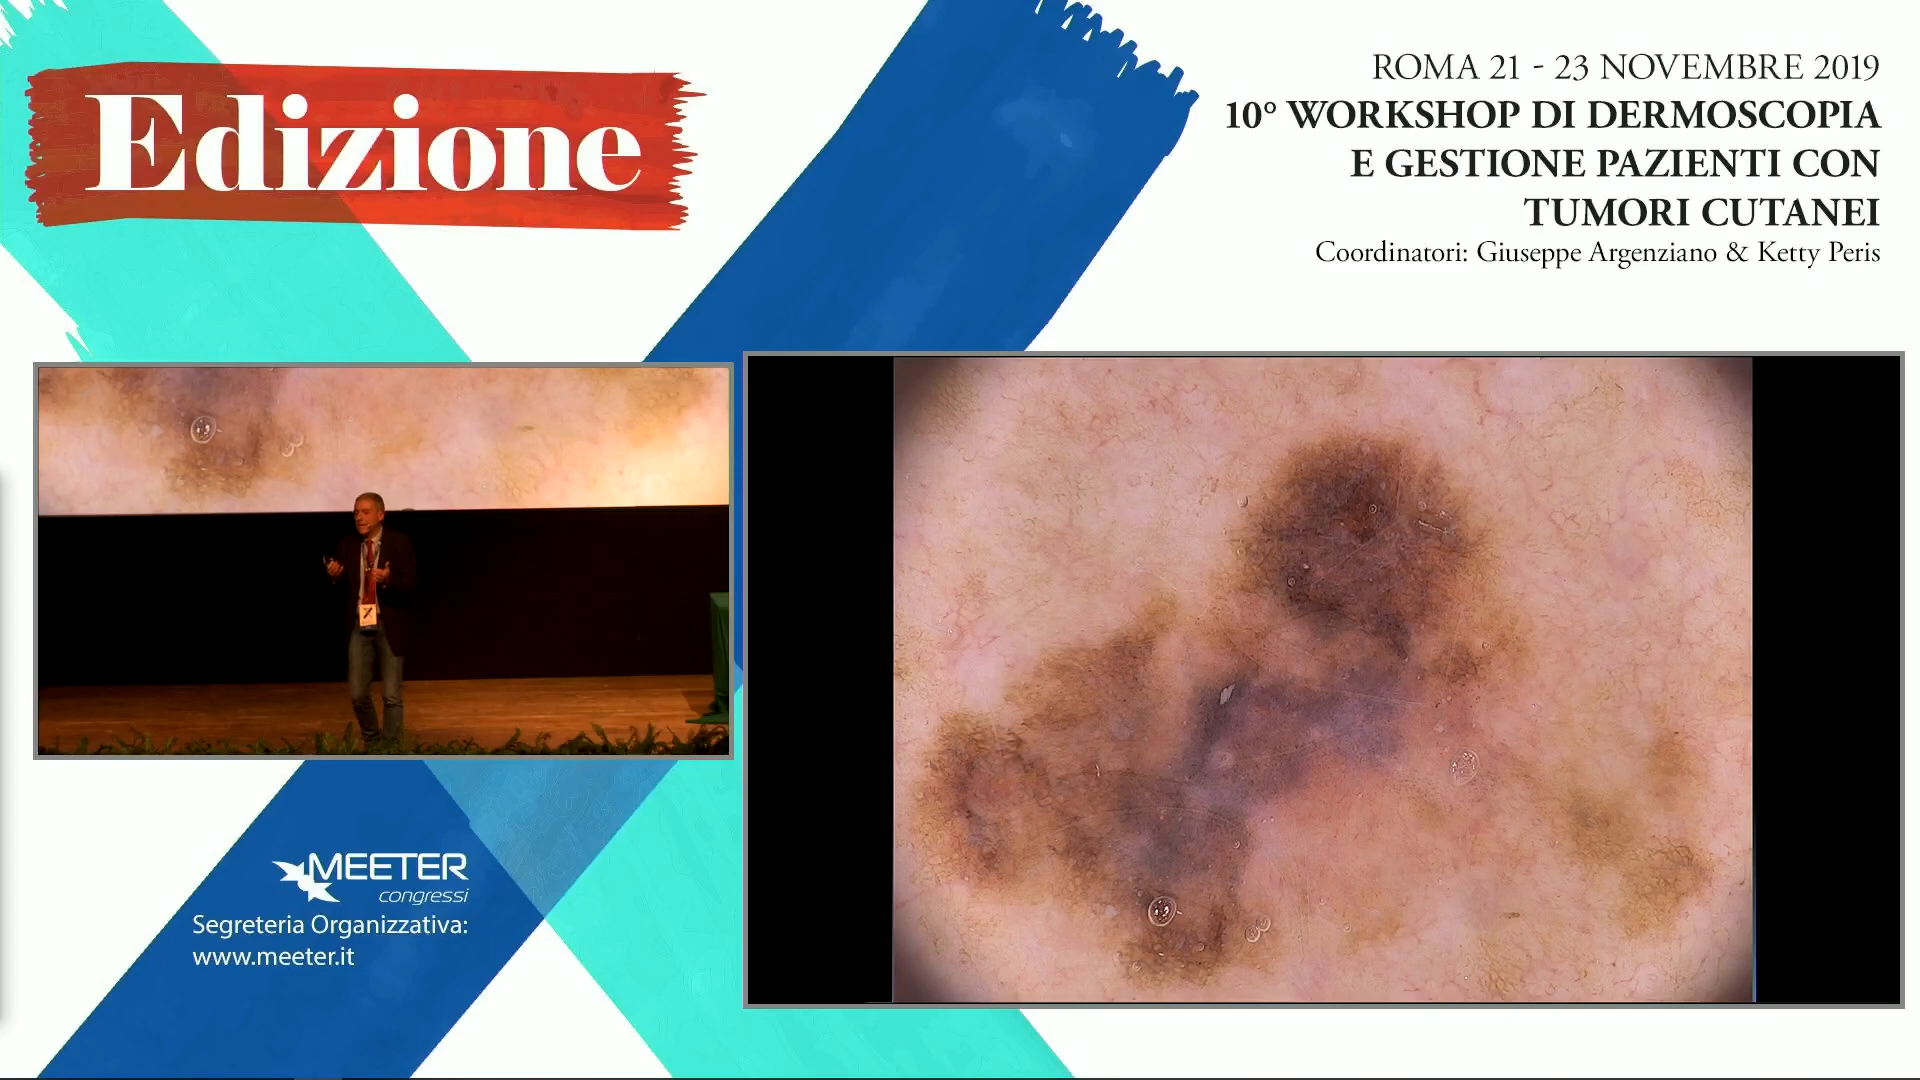 Edizione
ROMA 21 - 23 NOVEMBRE 2019
10° WORKSHOP DI DERMOSCOPIA
E GESTIONE PAZIENTI CON
TUMORI CUTANEI
Coordinatori: Giuseppe Argenziano & Ketty Peris
MEETER
congressi
Segreteria Organizzativa:
www.meeter.it